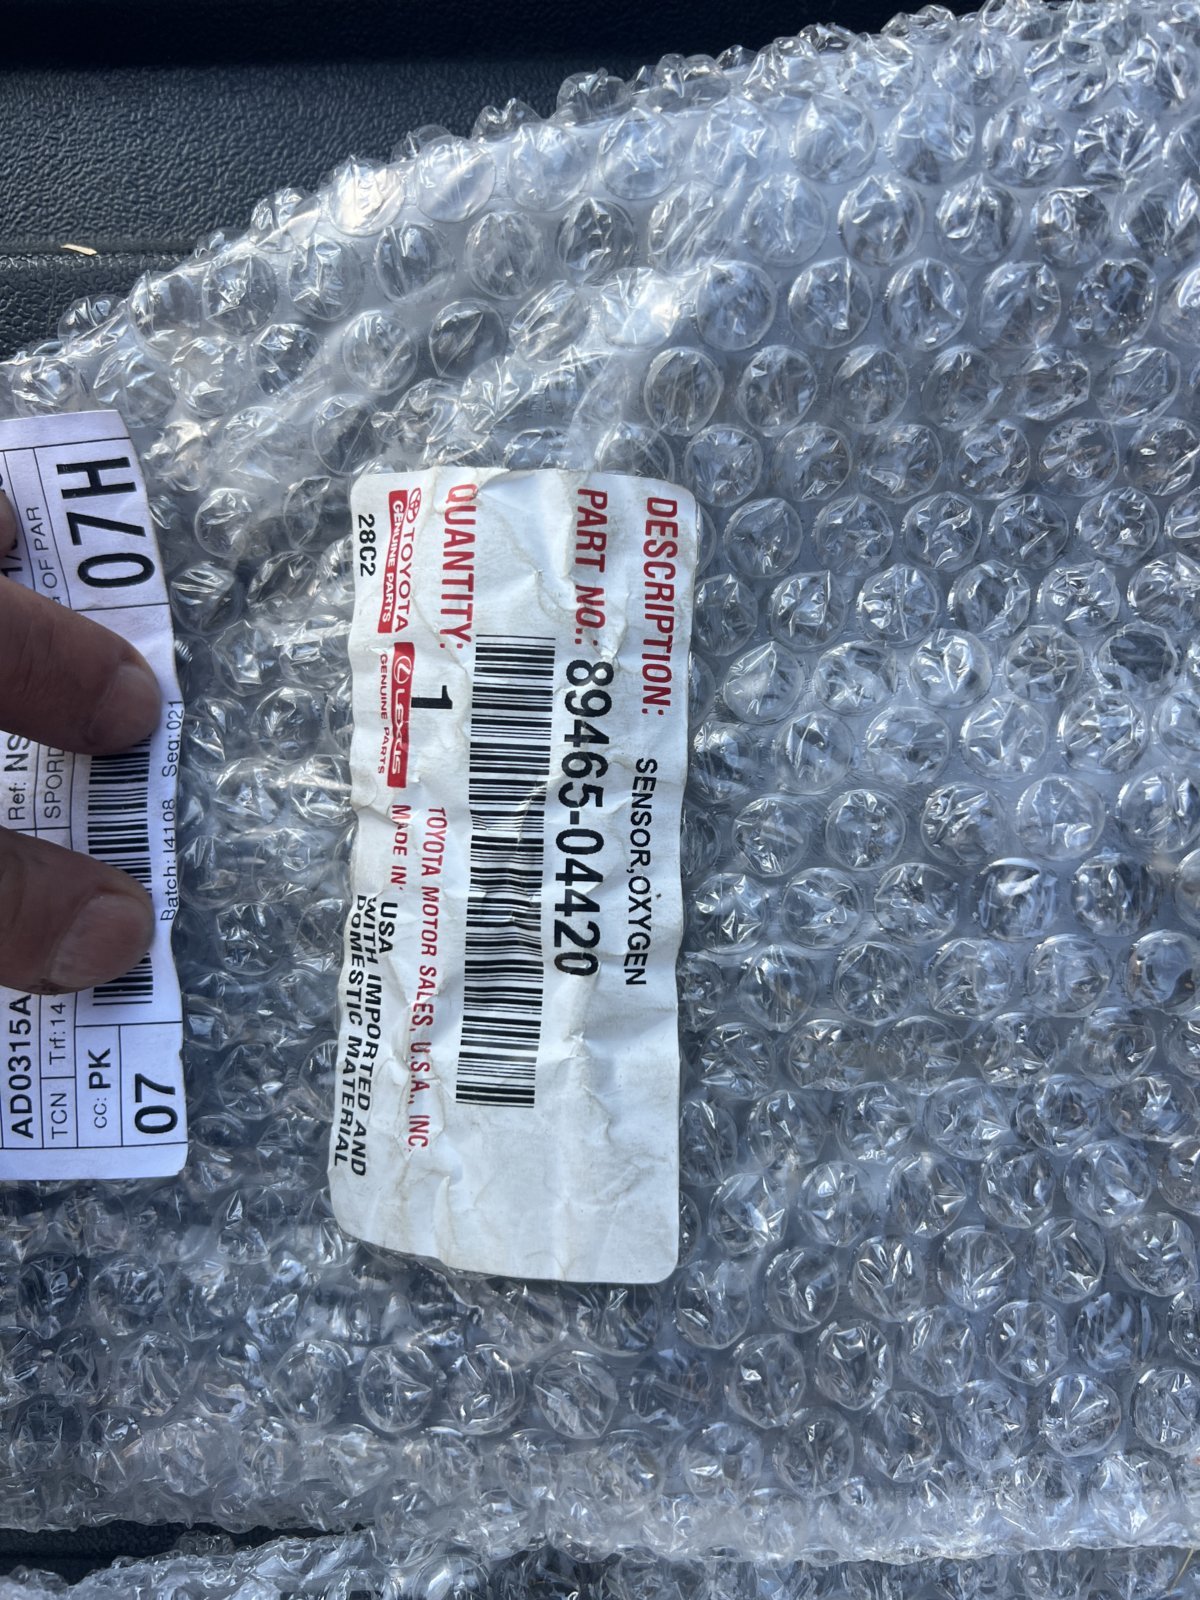 DESCRIPTION: SENSOR,OXYGEN
PART NO.: 89465-04420
QUANTITY: 1
TOYOTA
GENUINE PARTS
LEXUS
GENUINE PARTS
TOYOTA MOTOR SALES, U.S.A., INC.
MADE IN: USA
WITH IMPORTED AND
DOMESTIC MATERIAL
28C2
OF PAR
07H
Ref: NS
SPORD
Batch: I4108 Seq: 021
AD0315A
TCN Trf: 14
CC: PK
07